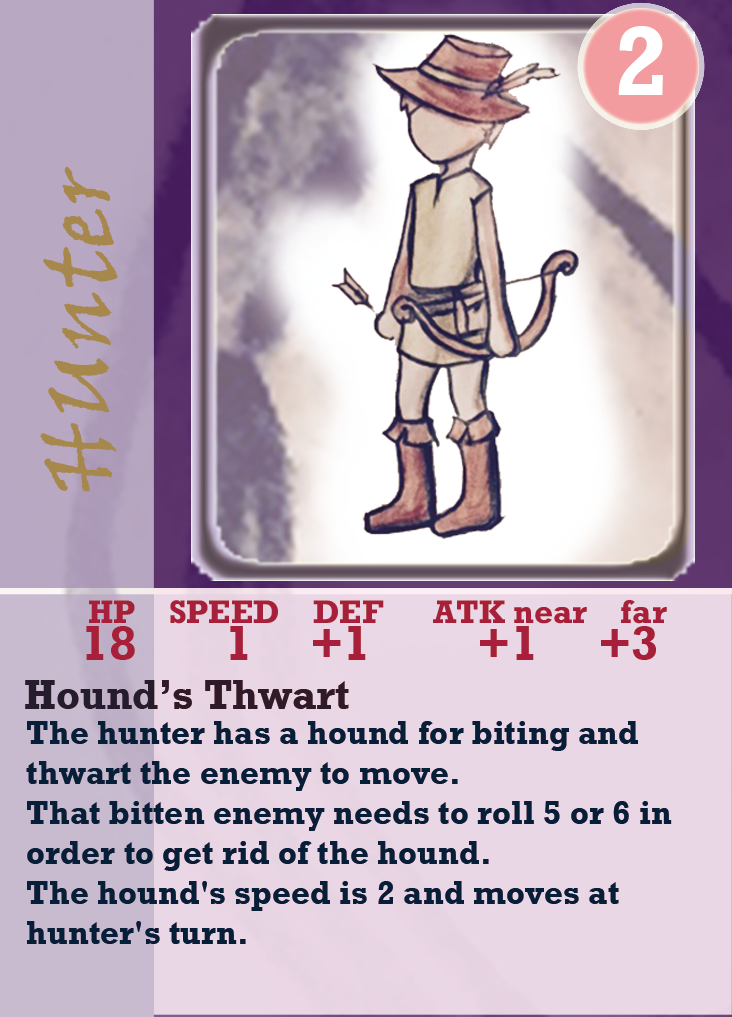 2
Hunter
HP SPEED DEF ATK near far
18 1 +1 +1 +3
Hound's Thwart
The hunter has a hound for biting and
thwart the enemy to move.
That bitten enemy needs to roll 5 or 6 in
order to get rid of the hound.
The hound's speed is 2 and moves at
hunter's turn.